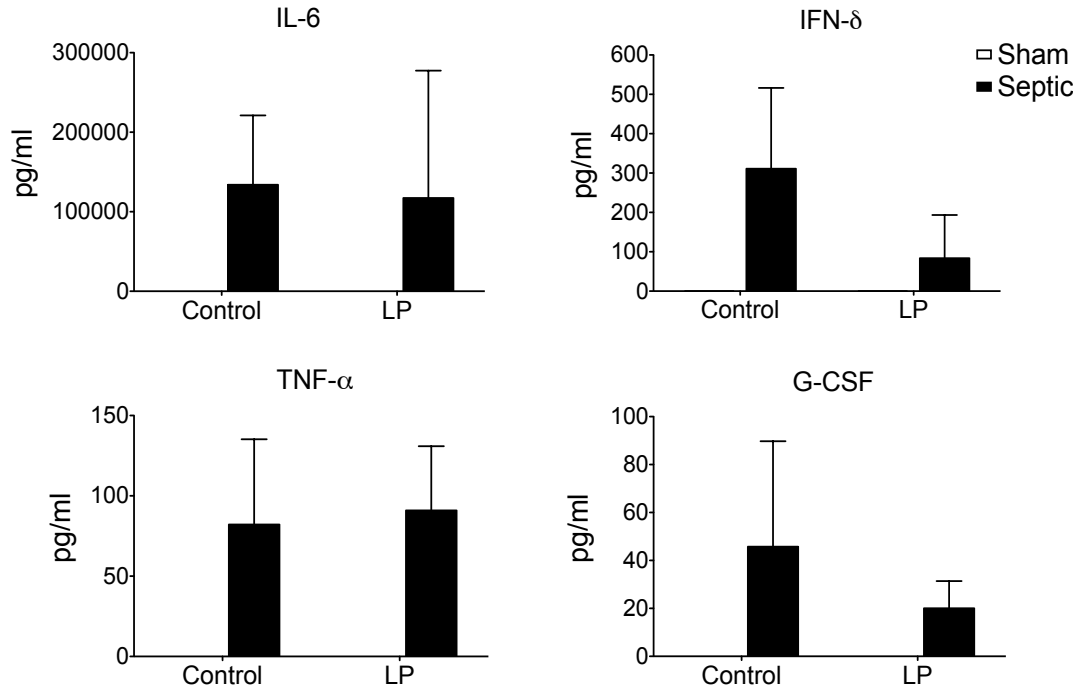 IL-6
300000
200000
100000
0
pg/ml
Control LP
IFN-δ
600
500
400
300
200
100
0
pg/ml
Control LP
Sham
Septic
TNF-α
150
100
50
0
pg/ml
Control LP
G-CSF
100
80
60
40
20
0
pg/ml
Control LP